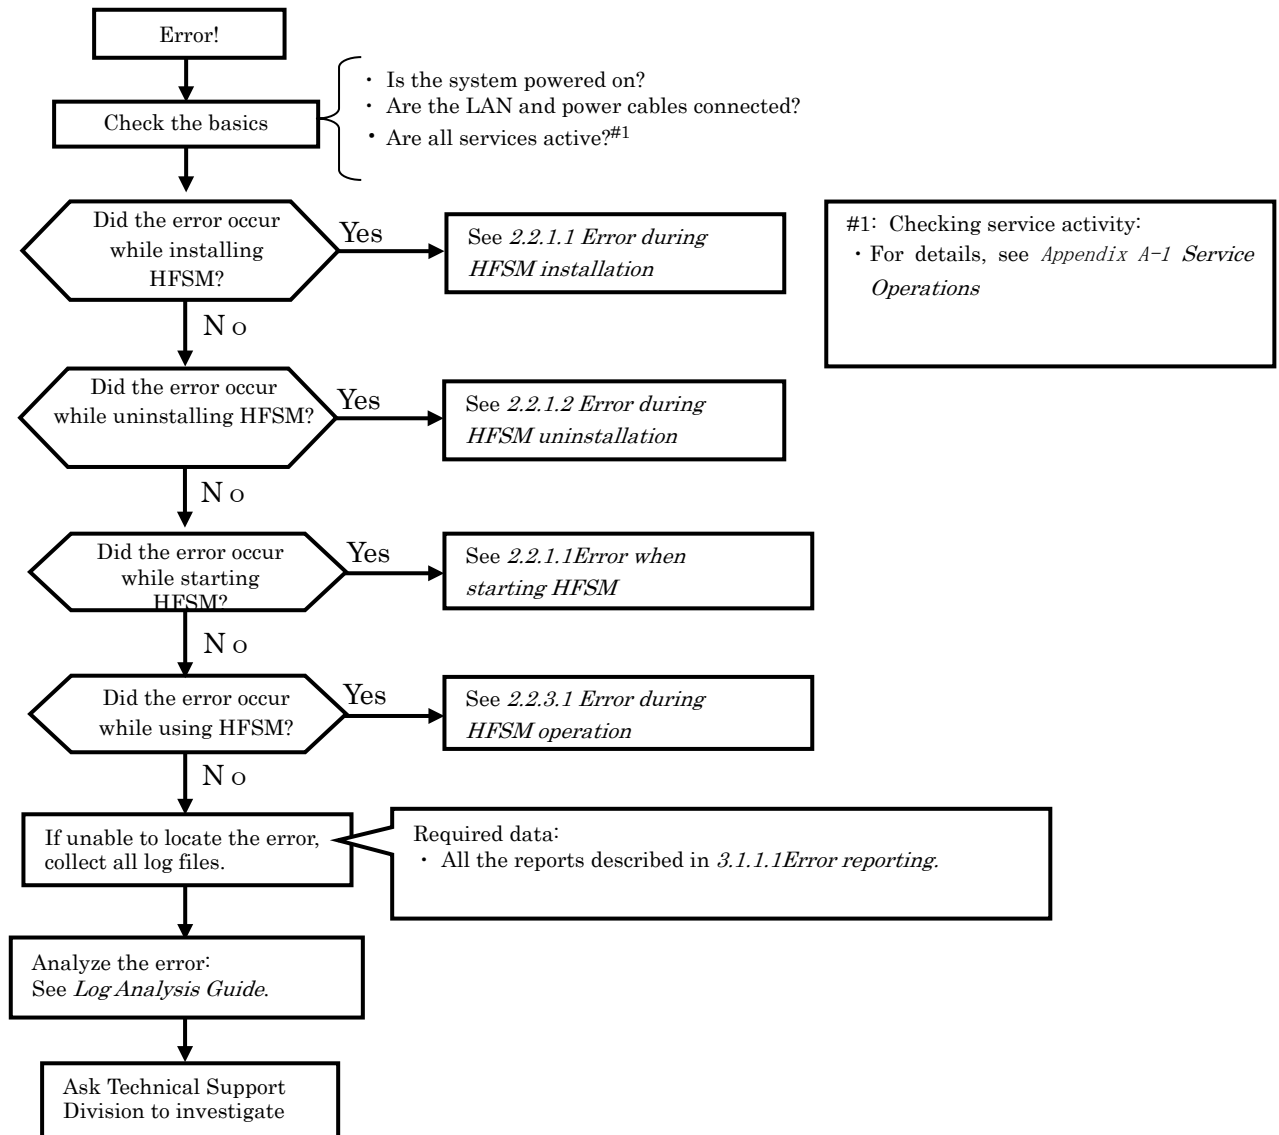 Error!
Check the basics
・ Is the system powered on?
・ Are the LAN and power cables connected?
・ Are all services active?#1
Did the error occur
while installing
HFSM?
Yes
See 2.2.1.1 Error during
HFSM installation
#1: Checking service activity:
・For details, see Appendix A-1 Service
Operations
No
Did the error occur
while uninstalling HFSM?
Yes
See 2.2.1.2 Error during
HFSM uninstallation
No
Did the error occur
while starting
HFSM?
Yes
See 2.2.1.1Error when
starting HFSM
No
Did the error occur
while using HFSM?
Yes
See 2.2.3.1 Error during
HFSM operation
No
If unable to locate the error,
collect all log files.
Required data:
・ All the reports described in 3.1.1.1Error reporting.
Analyze the error:
See Log Analysis Guide.
Ask Technical Support
Division to investigate